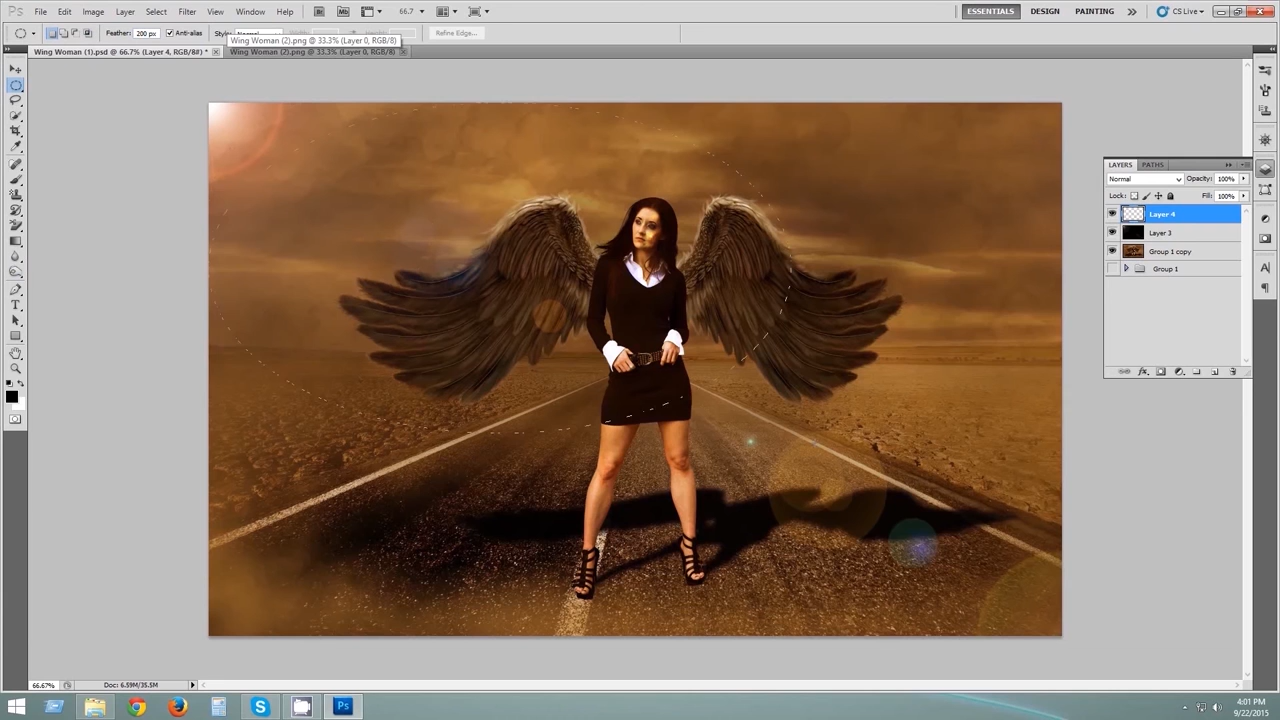 Ps File Edit Image Layer Select Filter View Window Help Mb 66.7 ESSENTIALS DESIGN PAINTING CS Live
Feather: 200 px Anti-alias Style: Normal Refine Edge...
Wing Woman (2).png @ 33.3% (Layer 0, RGB/8)
Wing Woman (1).psd @ 66.7% (Layer 4, RGB/8#) * Wing Woman (2).png @ 33.3% (Layer 0, RGB/8)
LAYERS PATHS
Normal Opacity: 100%
Lock: Fill: 100%
Layer 4
Layer 3
Group 1 copy
Group 1
66.67% Doc: 6.59M/35.5M
4:01 PM
9/22/2015